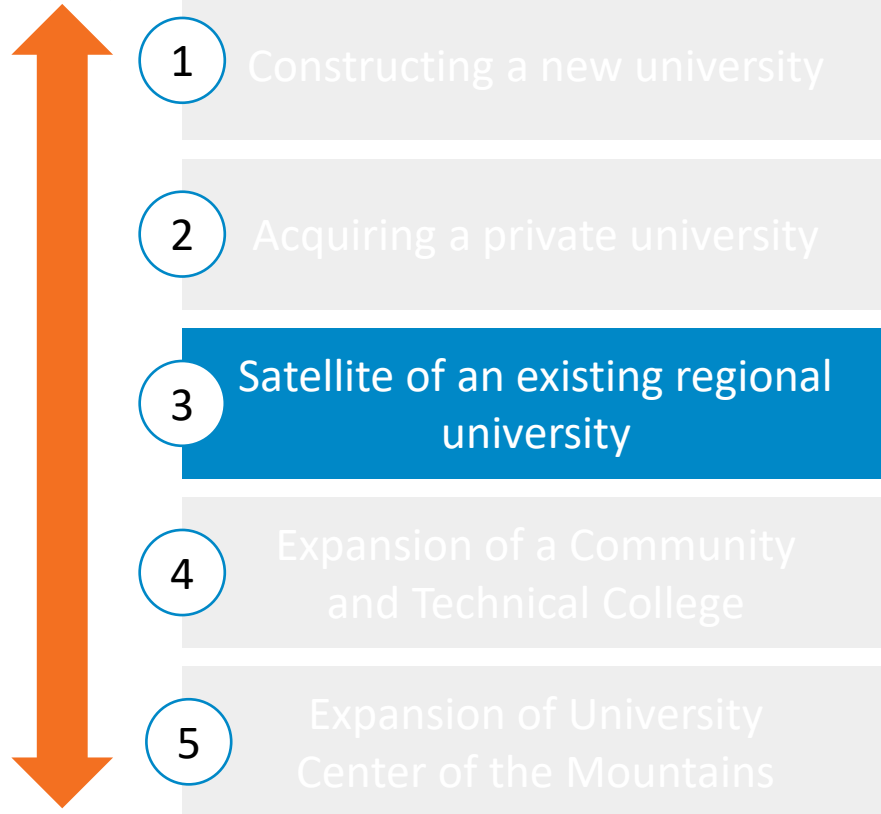 1
Constructing a new university
2
Acquiring a private university
3
Satellite of an existing regional
university
4
Expansion of a Community
and Technical College
5
Expansion of University
Center of the Mountains